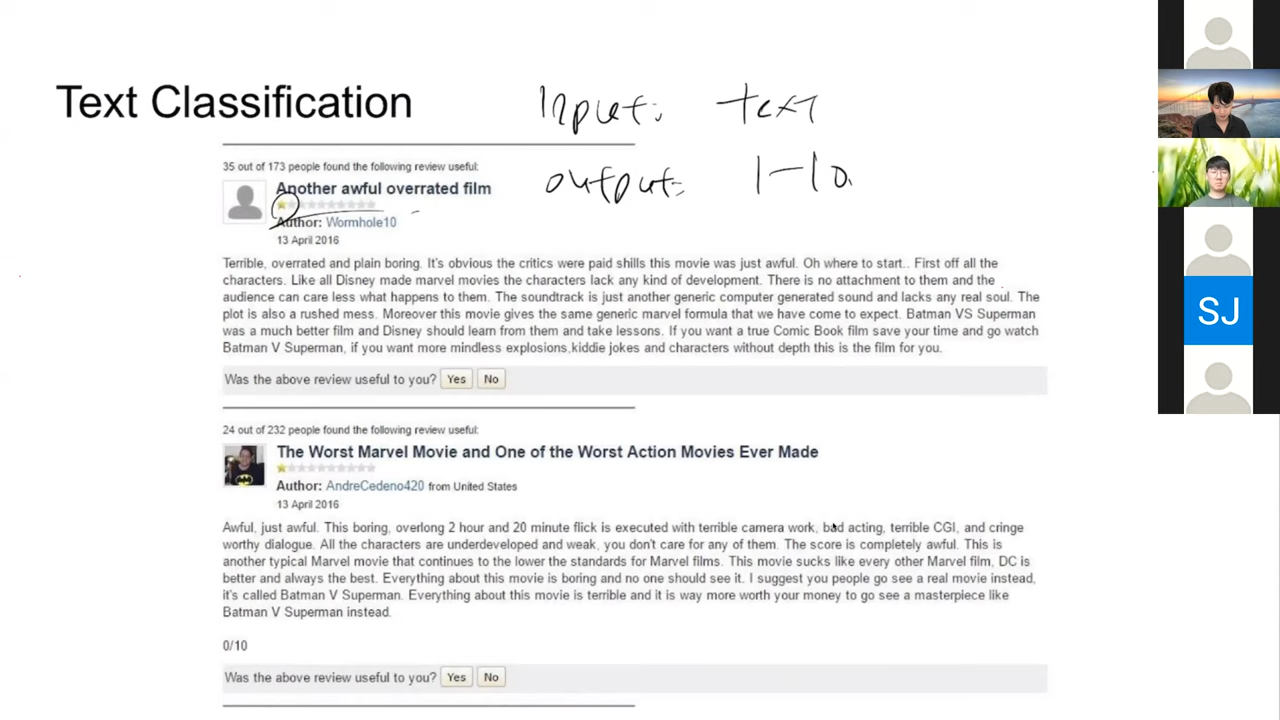 Text Classification
Input: text
output: 1-10.
35 out of 173 people found the following review useful:
Another awful overrated film
Author: Wormhole10
13 April 2016
Terrible, overrated and plain boring. It's obvious the critics were paid shills this movie was just awful. Oh where to start.. First off all the
characters. Like all Disney made marvel movies the characters lack any kind of development. There is no attachment to them and the
audience can care less what happens to them. The soundtrack is just another generic computer generated sound and lacks any real soul. The
plot is also a rushed mess. Moreover this movie gives the same generic marvel formula that we have come to expect. Batman VS Superman
was a much better film and Disney should learn from them and take lessons. If you want a true Comic Book film save your time and go watch
Batman V Superman, if you want more mindless explosions,kiddie jokes and characters without depth this is the film for you.
Was the above review useful to you? Yes No
24 out of 232 people found the following review useful:
The Worst Marvel Movie and One of the Worst Action Movies Ever Made
Author: AndreCedeno420 from United States
13 April 2016
Awful, just awful. This boring, overlong 2 hour and 20 minute flick is executed with terrible camera work, bad acting, terrible CGI, and cringe
worthy dialogue. All the characters are underdeveloped and weak, you don't care for any of them. The score is completely awful. This is
another typical Marvel movie that continues to the lower the standards for Marvel films. This movie sucks like every other Marvel film, DC is
better and always the best. Everything about this movie is boring and no one should see it. I suggest you people go see a real movie instead,
it's called Batman V Superman. Everything about this movie is terrible and it is way more worth your money to go see a masterpiece like
Batman V Superman instead.
0/10
Was the above review useful to you? Yes No
SJ